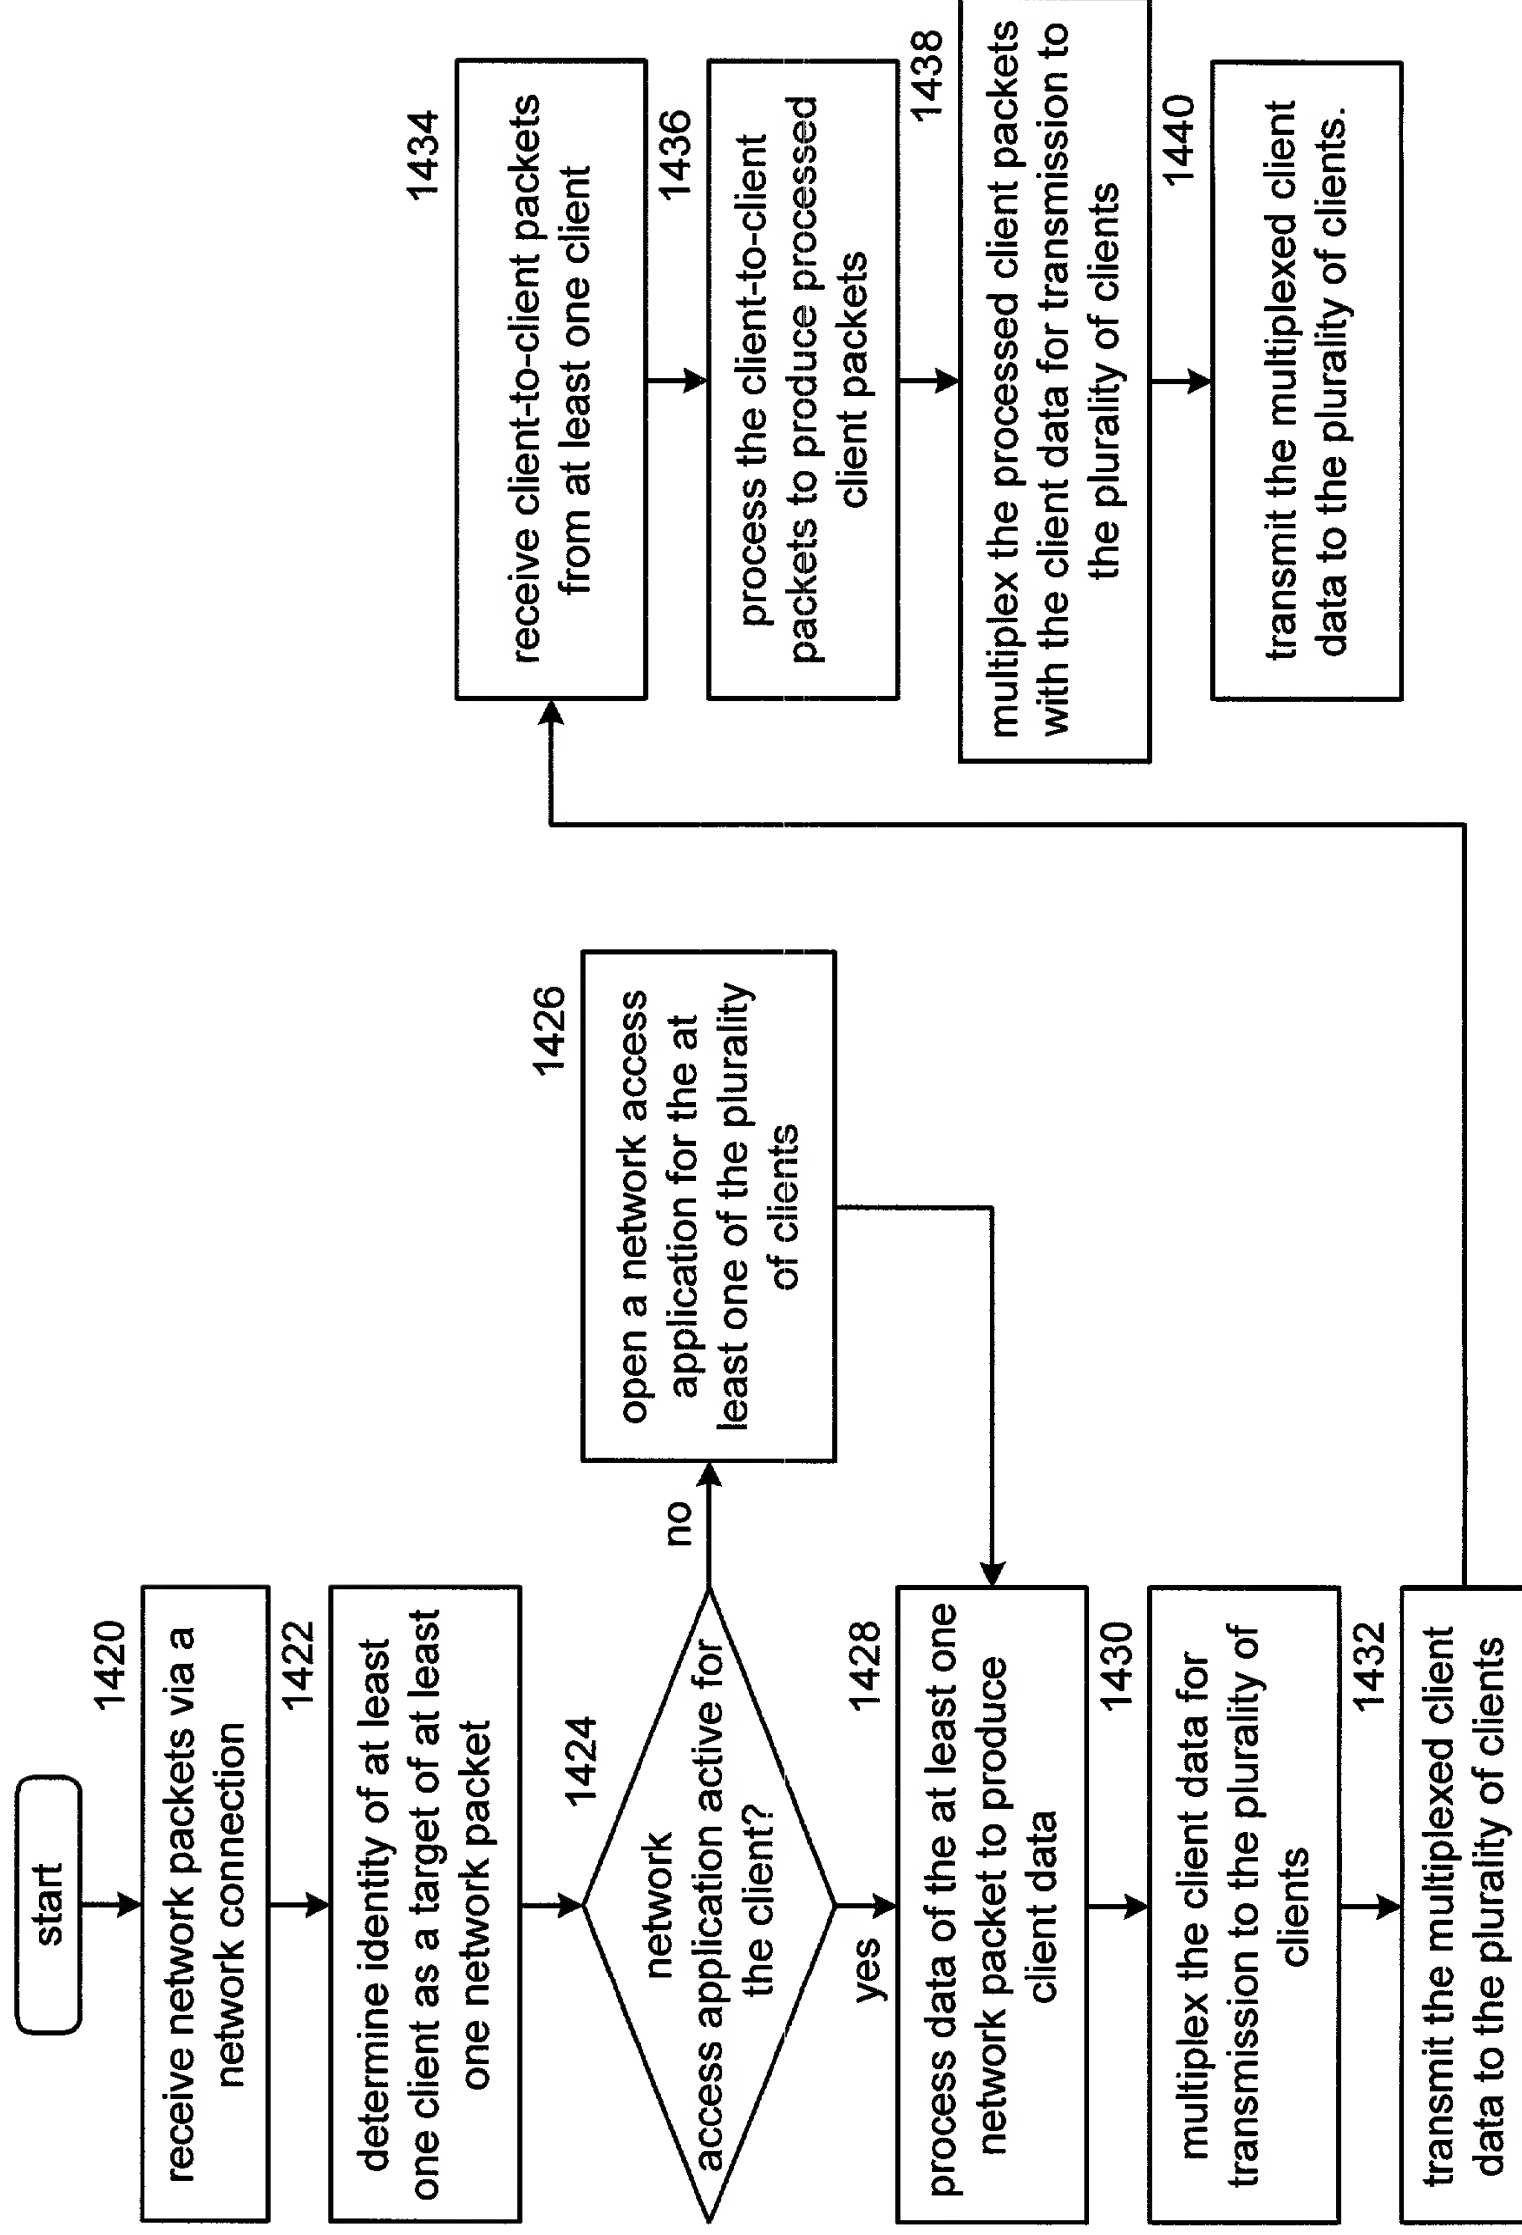 start
1420
receive network packets via a
network connection
1422
determine identity of at least
one client as a target of at least
one network packet
1424
network
access application active for
the client?
no
yes
1426
open a network access
application for the at
least one of the plurality
of clients
1428
process data of the at least one
network packet to produce
client data
1430
multiplex the client data for
transmission to the plurality of
clients
1432
transmit the multiplexed client
data to the plurality of clients
1434
receive client-to-client packets
from at least one client
1436
process the client-to-client
packets to produce processed
client packets
1438
multiplex the processed client packets
with the client data for transmission to
the plurality of clients
1440
transmit the multiplexed client
data to the plurality of clients.